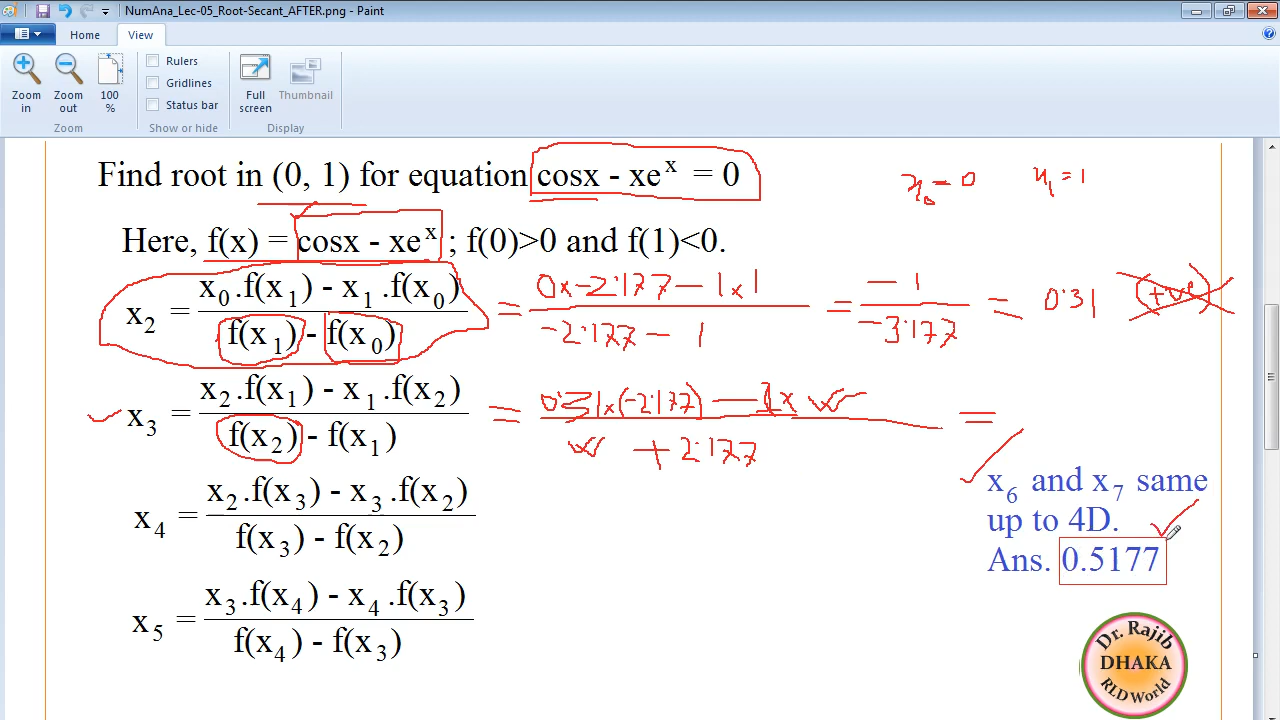 NumAna_Lec-05_Root-Secant_AFTER.png - Paint
Home View
Zoom in Zoom out 100 % Rulers Gridlines Status bar Full screen Thumbnail
Zoom Show or hide Display
Find root in (0, 1) for equation cosx - xe^x = 0 x₀ = 0 x₁ = 1
Here, f(x) = cosx - xe^x ; f(0)>0 and f(1)<0.
x₂ = (x₀.f(x₁) - x₁.f(x₀)) / (f(x₁) - f(x₀)) = (0x-2.177 - 1x1) / (-2.177 - 1) = -1 / -3.177 = 0.31 (+ve)
x₃ = (x₂.f(x₁) - x₁.f(x₂)) / (f(x₂) - f(x₁)) = (0.31x(-2.177) - 1x) / ( + 2.177) =
x₄ = (x₂.f(x₃) - x₃.f(x₂)) / (f(x₃) - f(x₂))
x₅ = (x₃.f(x₄) - x₄.f(x₃)) / (f(x₄) - f(x₃))
x₆ and x₇ same
up to 4D.
Ans. 0.5177
Dr. Rajib
DHAKA
RLD World